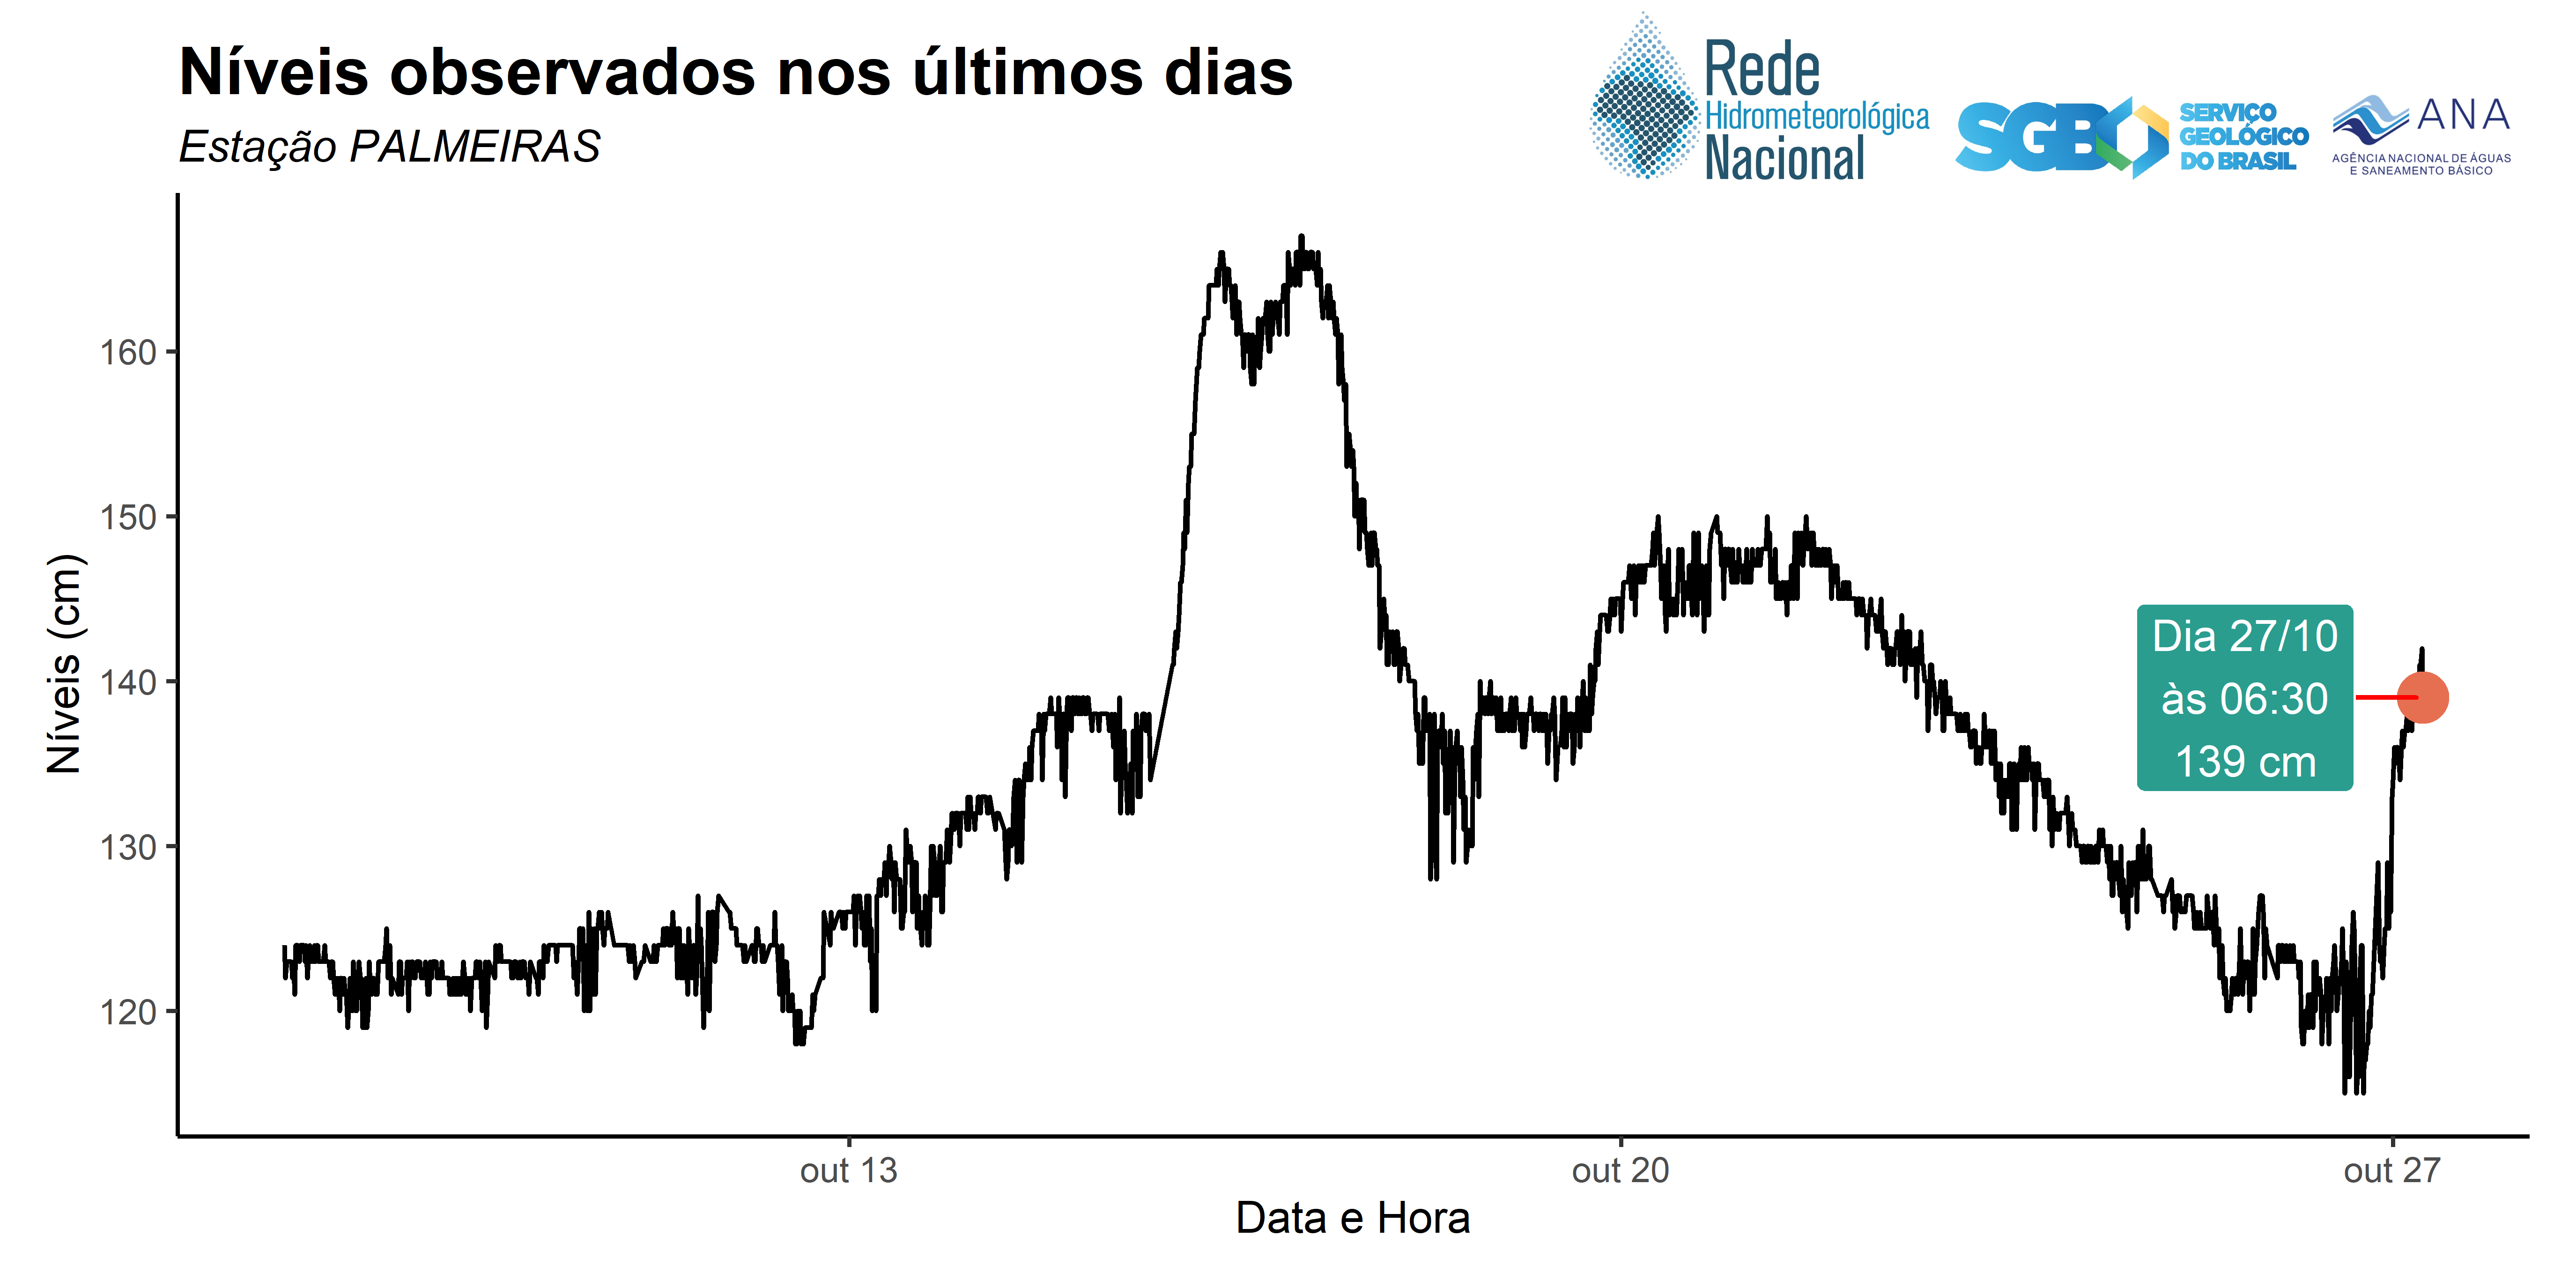 Níveis observados nos últimos dias
Estação PALMEIRAS
Rede
Hidrometeorológica
Nacional
SGB
SERVIÇO
GEOLÓGICO
DO BRASIL
ANA
AGÊNCIA NACIONAL DE ÁGUAS
E SANEAMENTO BÁSICO
Níveis (cm)
160
150
140
130
120
Dia 27/10
às 06:30
139 cm
out 13
out 20
out 27
Data e Hora